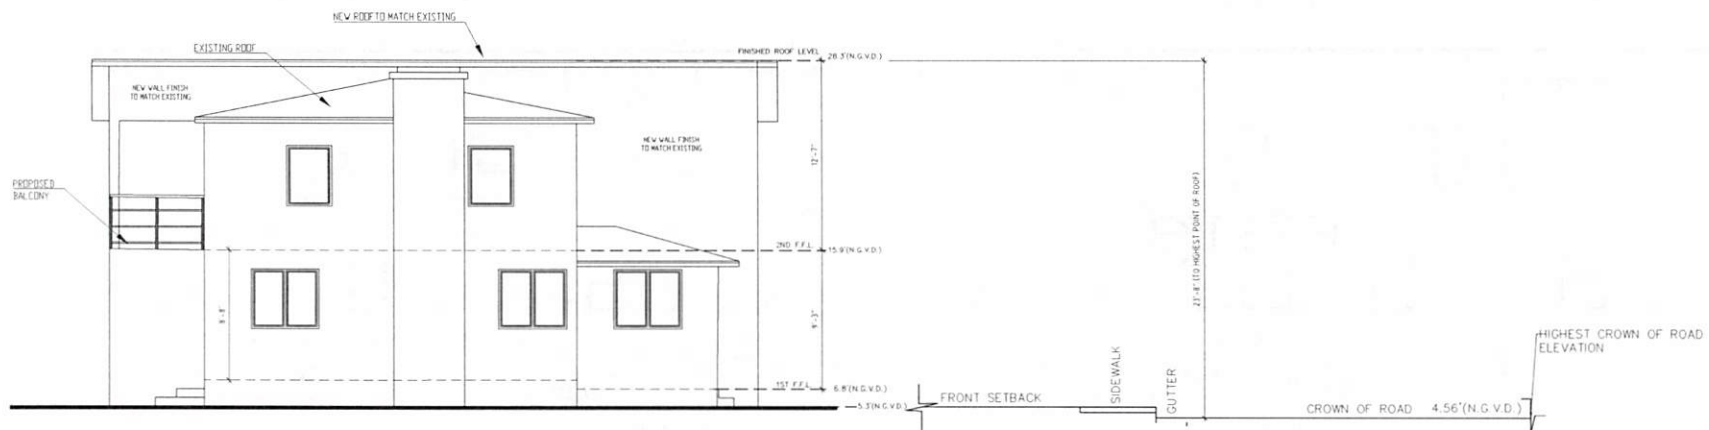 NEW ROOF TO MATCH EXISTING
EXISTING ROOF
FINISHED ROOF LEVEL
28.3'(N.G.V.D.)
NEW WALL FINISH
TO MATCH EXISTING
NEW WALL FINISH
TO MATCH EXISTING
12'-7"
PROPOSED
BALCONY
23'-8" (TO HIGHEST POINT OF ROOF)
2ND F.F.L
15.9'(N.G.V.D.)
8'-8"
9'-3"
HIGHEST CROWN OF ROAD
ELEVATION
SIDEWALK
GUTTER
1ST F.F.L
6.8'(N.G.V.D.)
5.3'(N.G.V.D.)
FRONT SETBACK
CROWN OF ROAD 4.56'(N.G.V.D.)